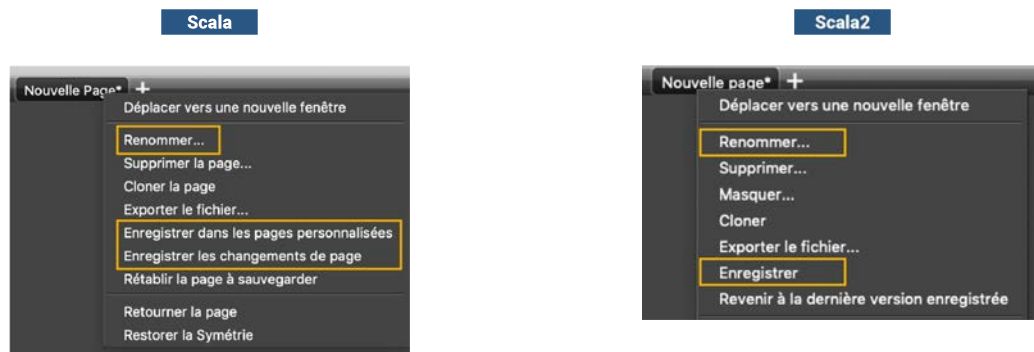 Scala
Nouvelle Page* +
Déplacer vers une nouvelle fenêtre
Renommer...
Supprimer la page...
Cloner la page
Exporter le fichier...
Enregistrer dans les pages personnalisées
Enregistrer les changements de page
Rétablir la page à sauvegarder
Retourner la page
Restorer la Symétrie
Scala2
Nouvelle page* +
Déplacer vers une nouvelle fenêtre
Renommer...
Supprimer...
Masquer...
Cloner
Exporter le fichier...
Enregistrer
Revenir à la dernière version enregistrée